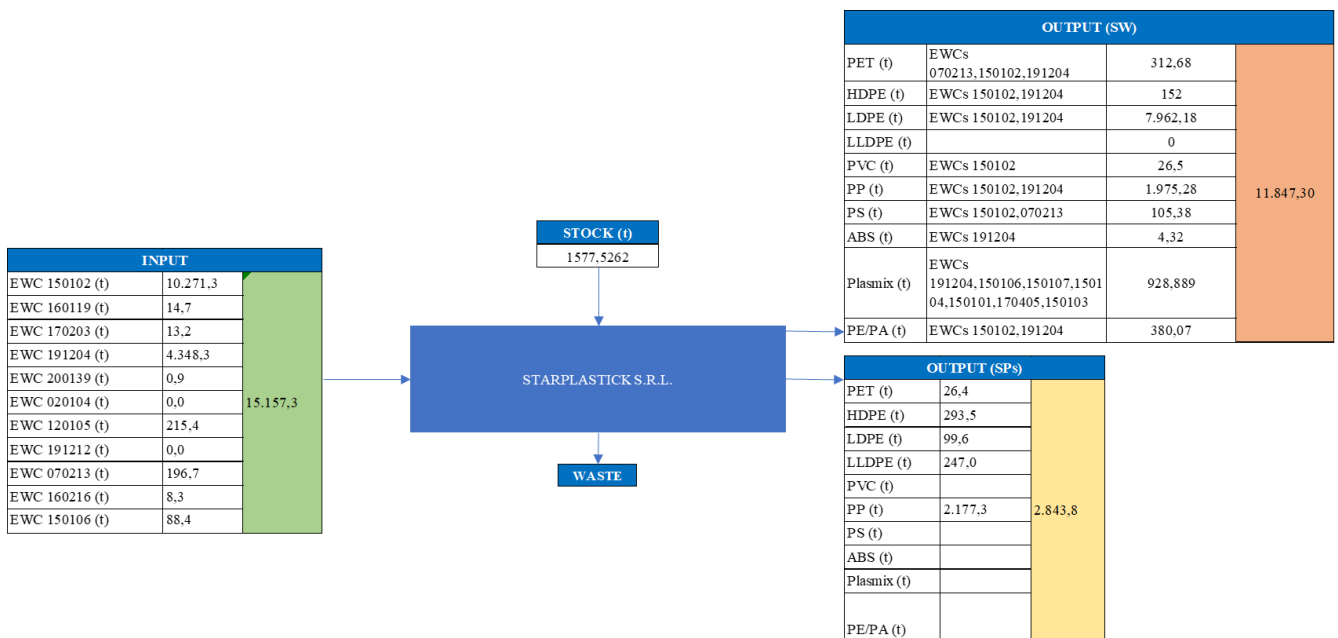 OUTPUT (SW)
PET (t) EWCs 070213,150102,191204 312,68
HDPE (t) EWCs 150102,191204 152
LDPE (t) EWCs 150102,191204 7.962,18
LLDPE (t) 0
PVC (t) EWCs 150102 26,5
PP (t) EWCs 150102,191204 1.975,28
11.847,30
PS (t) EWCs 150102,070213 105,38
ABS (t) EWCs 191204 4,32
Plasmix (t) EWCs 191204,150106,150107,150104,150101,170405,150103 928,889
PE/PA (t) EWCs 150102,191204 380,07
STOCK (t)
1577,5262
INPUT
EWC 150102 (t) 10.271,3
EWC 160119 (t) 14,7
EWC 170203 (t) 13,2
EWC 191204 (t) 4.348,3
EWC 200139 (t) 0,9
EWC 020104 (t) 0,0
15.157,3
EWC 120105 (t) 215,4
EWC 191212 (t) 0,0
EWC 070213 (t) 196,7
EWC 160216 (t) 8,3
EWC 150106 (t) 88,4
STARPLASTICK S.R.L.
WASTE
OUTPUT (SPs)
PET (t) 26,4
HDPE (t) 293,5
LDPE (t) 99,6
LLDPE (t) 247,0
PVC (t)
PP (t) 2.177,3 2.843,8
PS (t)
ABS (t)
Plasmix (t)
PE/PA (t)